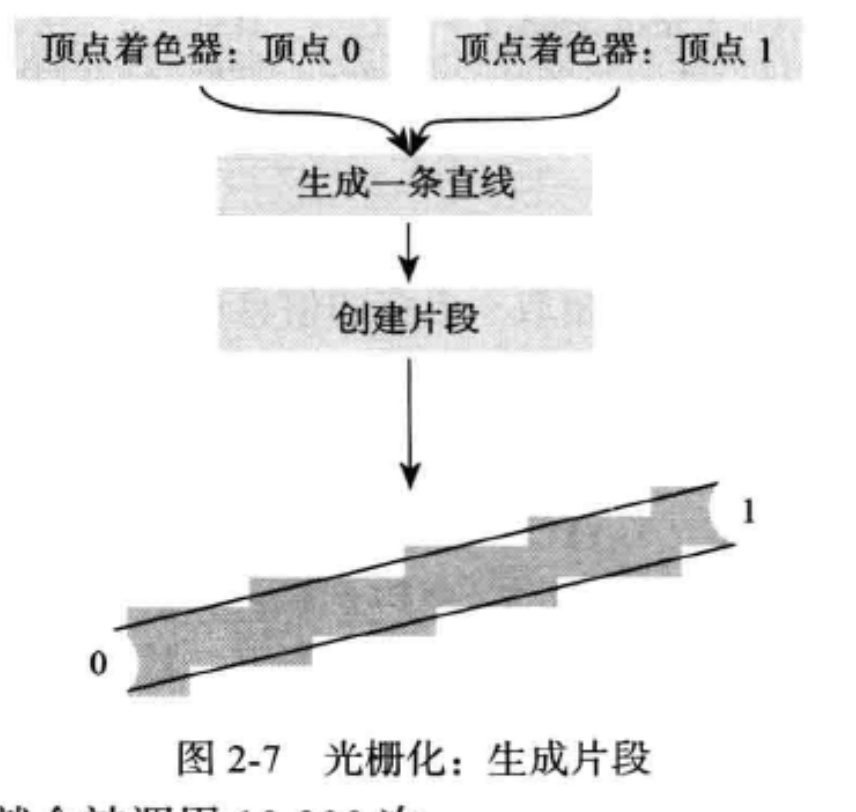 顶点着色器：顶点 0
顶点着色器：顶点 1
生成一条直线
创建片段
1
0
图 2-7 光栅化：生成片段